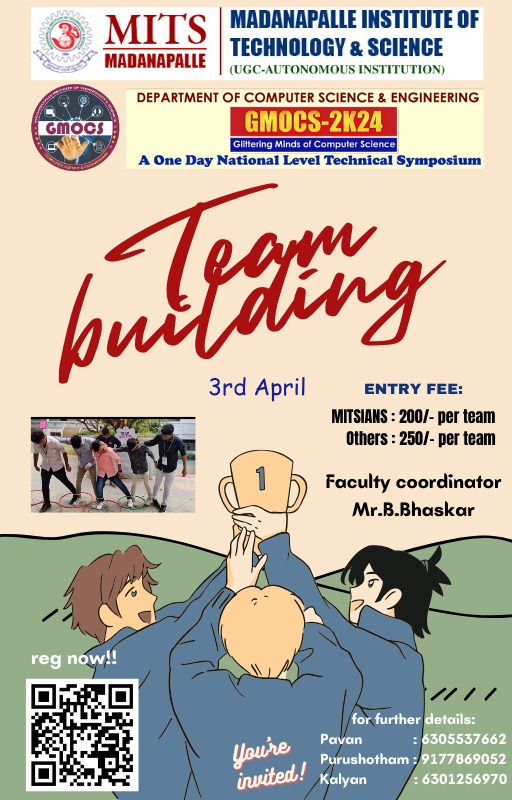 MITS
MADANAPALLE
MADANAPALLE INSTITUTE OF
TECHNOLOGY & SCIENCE
(UGC-AUTONOMOUS INSTITUTION)
GMOCS
DEPARTMENT OF COMPUTER SCIENCE & ENGINEERING
GMOCS-2K24
Glittering Minds of Computer Science
A One Day National Level Technical Symposium
Team
building
3rd April
ENTRY FEE:
MITSIANS : 200/- per team
Others : 250/- per team
Faculty coordinator
Mr.B.Bhaskar
1
reg now!!
You're
invited!
for further details:
Pavan : 6305537662
Purushotham : 9177869052
Kalyan : 6301256970